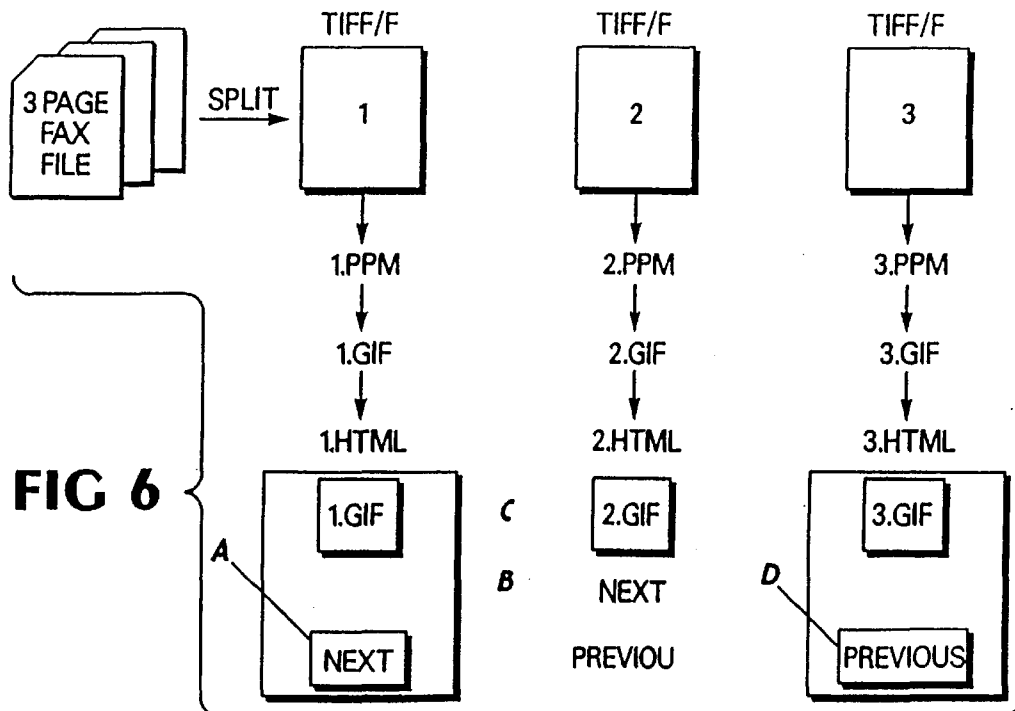 TIFF/F TIFF/F TIFF/F
3 PAGE
FAX
FILE
SPLIT
1 2 3
1.PPM 2.PPM 3.PPM
1.GIF 2.GIF 3.GIF
1.HTML 2.HTML 3.HTML
FIG 6
1.GIF C 2.GIF 3.GIF
A B NEXT D
NEXT PREVIOU PREVIOUS